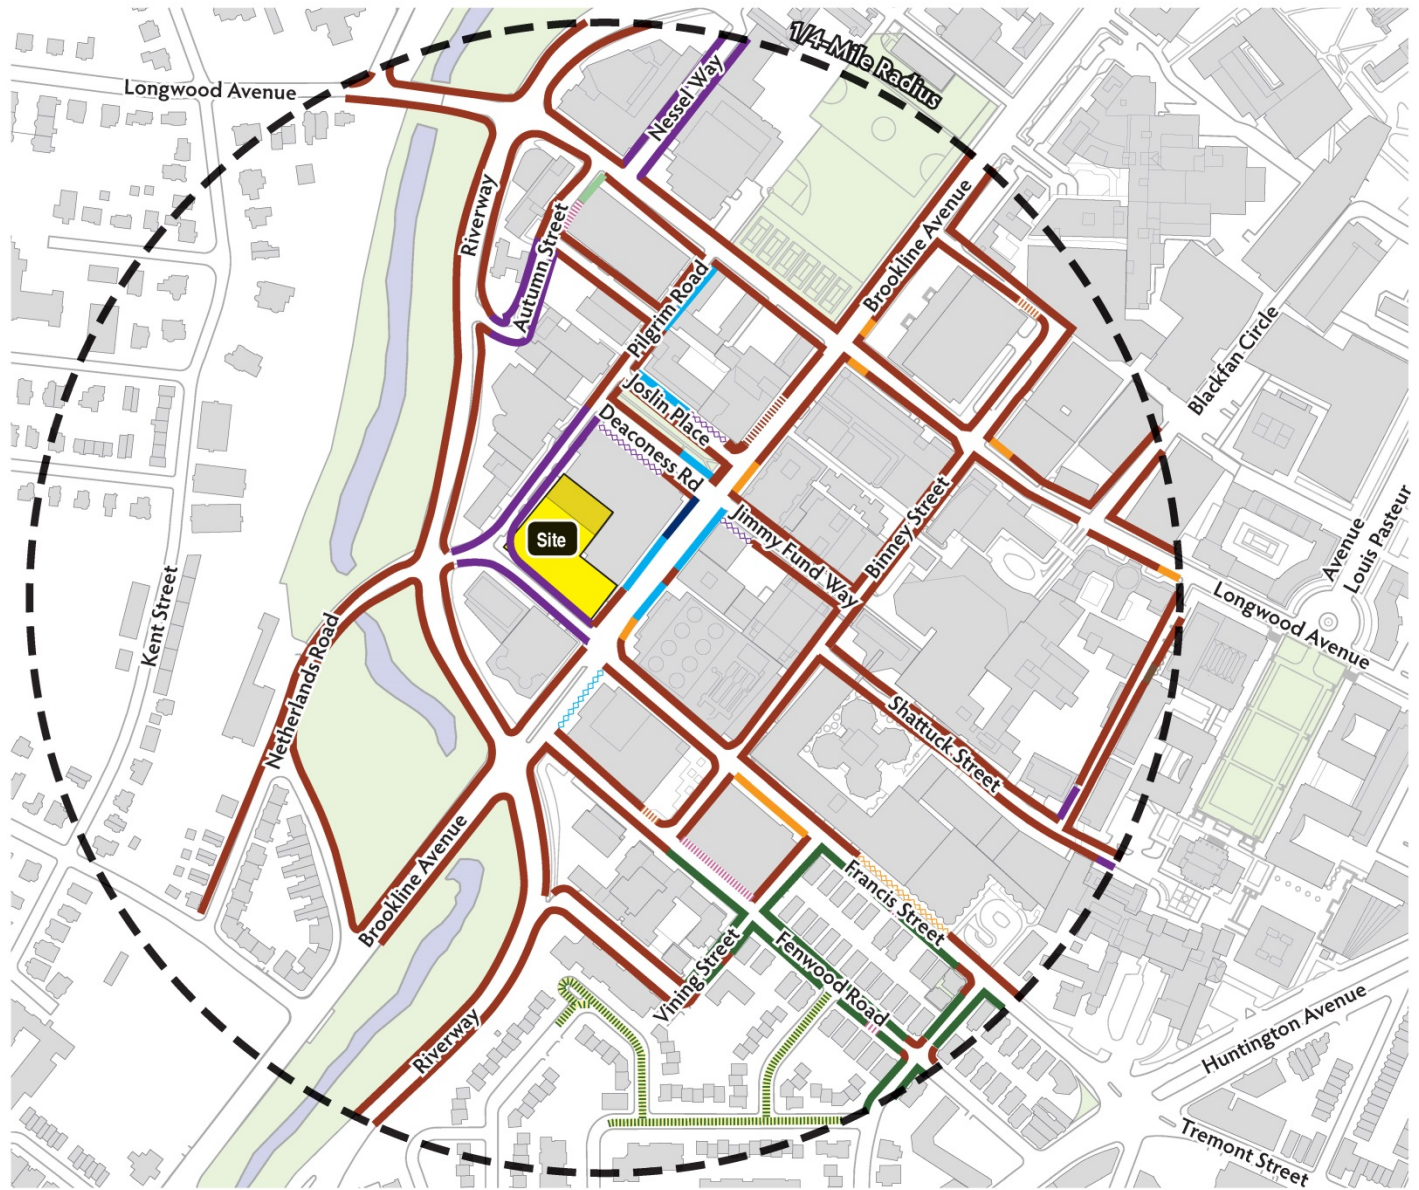 1/4-Mile Radius
Longwood Avenue
Nessel Way
Riverway
Autumn Street
Brookline Avenue
Pilgrim Road
Blackfan Circle
Joslin Place
Deaconess Rd
Site
Jimmy Fund Way
Binney Street
Avenue
Louis Pasteur
Kent Street
Longwood Avenue
Netherlands Road
Shattuck Street
Brookline Avenue
Francis Street
Vining Street
Fenwood Road
Riverway
Huntington Avenue
Tremont Street